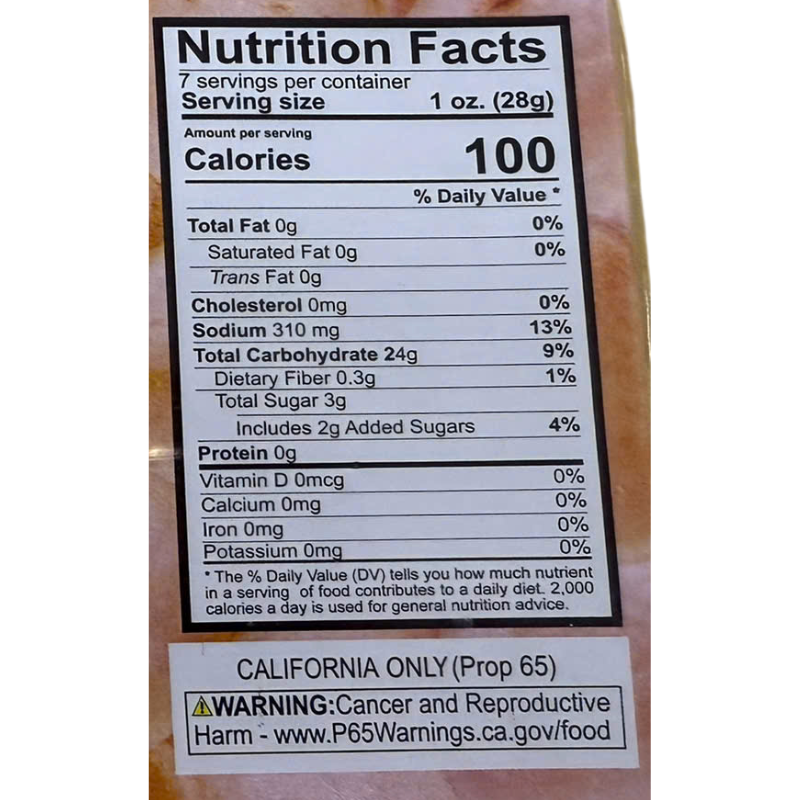 Nutrition Facts
7 servings per container
Serving size 1 oz. (28g)
Amount per serving
Calories 100
% Daily Value *
Total Fat 0g 0%
Saturated Fat 0g 0%
Trans Fat 0g
Cholesterol 0mg 0%
Sodium 310 mg 13%
Total Carbohydrate 24g 9%
Dietary Fiber 0.3g 1%
Total Sugar 3g
Includes 2g Added Sugars 4%
Protein 0g
Vitamin D 0mcg 0%
Calcium 0mg 0%
Iron 0mg 0%
Potassium 0mg 0%
* The % Daily Value (DV) tells you how much nutrient
in a serving of food contributes to a daily diet. 2,000
calories a day is used for general nutrition advice.
CALIFORNIA ONLY (Prop 65)
WARNING:Cancer and Reproductive
Harm - www.P65Warnings.ca.gov/food